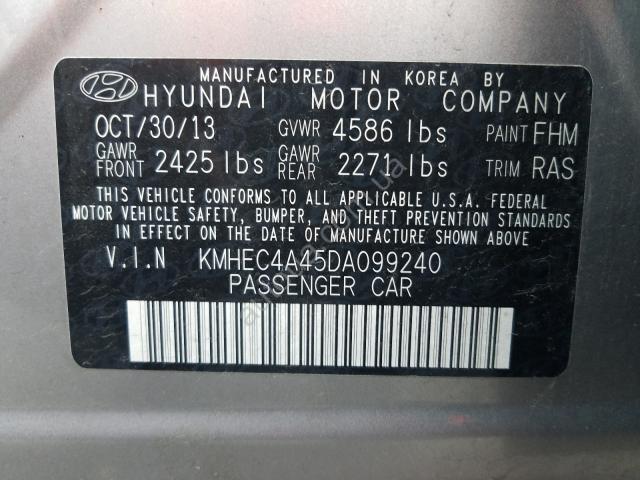 MANUFACTURED IN KOREA BY
HYUNDAI MOTOR COMPANY
OCT/30/13 GVWR 4586 lbs PAINT FHM
GAWR FRONT 2425 lbs GAWR REAR 2271 lbs TRIM RAS
THIS VEHICLE CONFORMS TO ALL APPLICABLE U.S.A. FEDERAL
MOTOR VEHICLE SAFETY, BUMPER, AND THEFT PREVENTION STANDARDS
IN EFFECT ON THE DATE OF MANUFACTURE SHOWN ABOVE
V.I.N KMHEC4A45DA099240
PASSENGER CAR